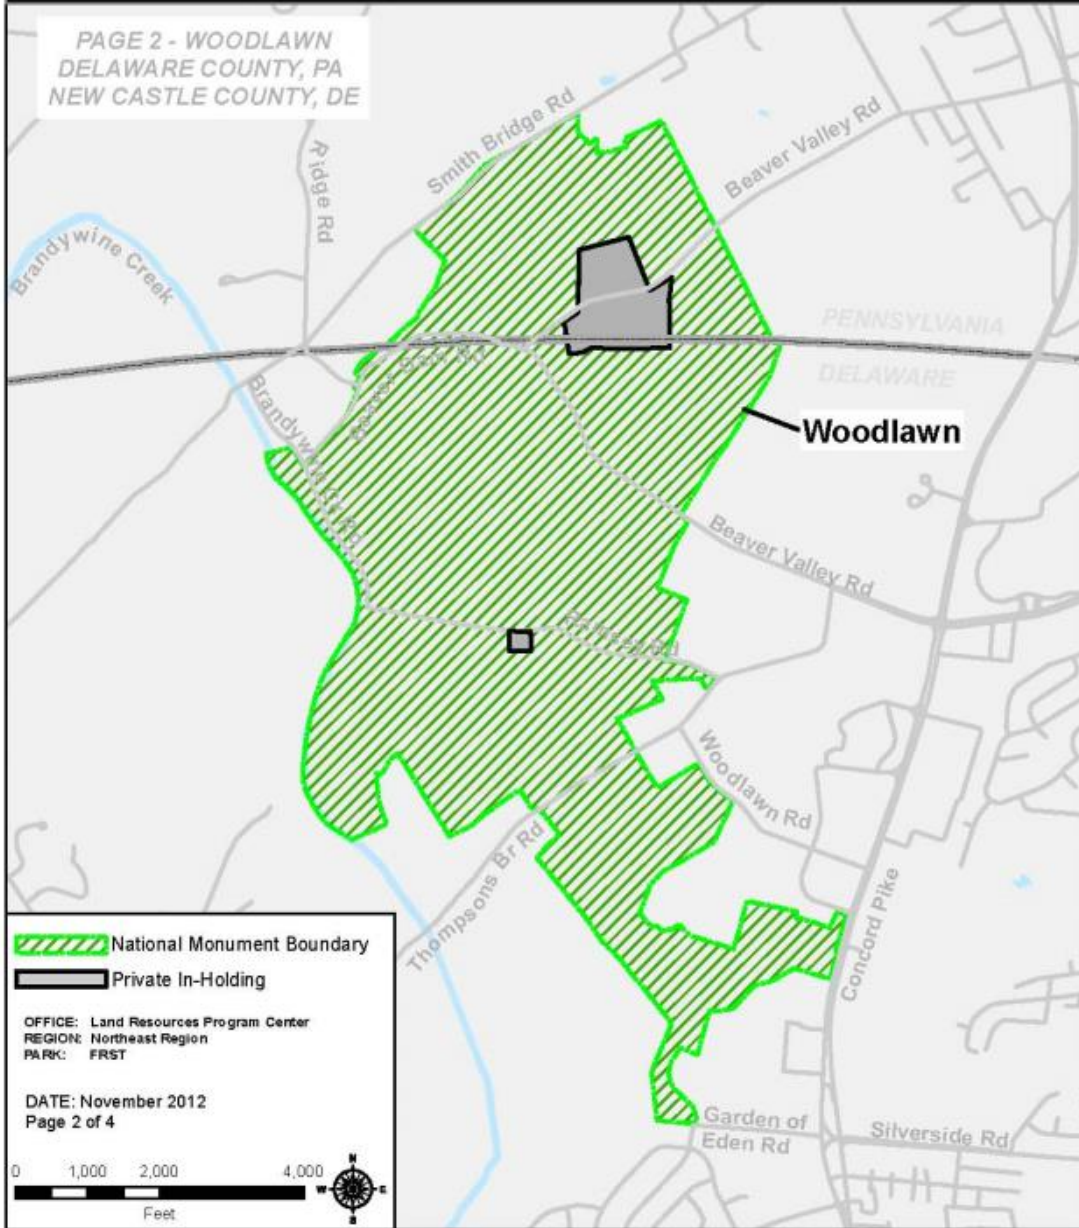 PAGE 2 - WOODLAWN
DELAWARE COUNTY, PA
NEW CASTLE COUNTY, DE
Smith Bridge Rd
Beaver Valley Rd
Ridge Rd
Brandywine Creek
PENNSYLVANIA
DELAWARE
Woodlawn
Beaver Valley Rd
Ramsey Rd
Woodlawn Rd
Thompsons Br Rd
Concord Pike
Garden of
Eden Rd
Silverside Rd
National Monument Boundary
Private In-Holding
OFFICE: Land Resources Program Center
REGION: Northeast Region
PARK: FRST
DATE: November 2012
Page 2 of 4
0 1,000 2,000 4,000
Feet
N
W E
S